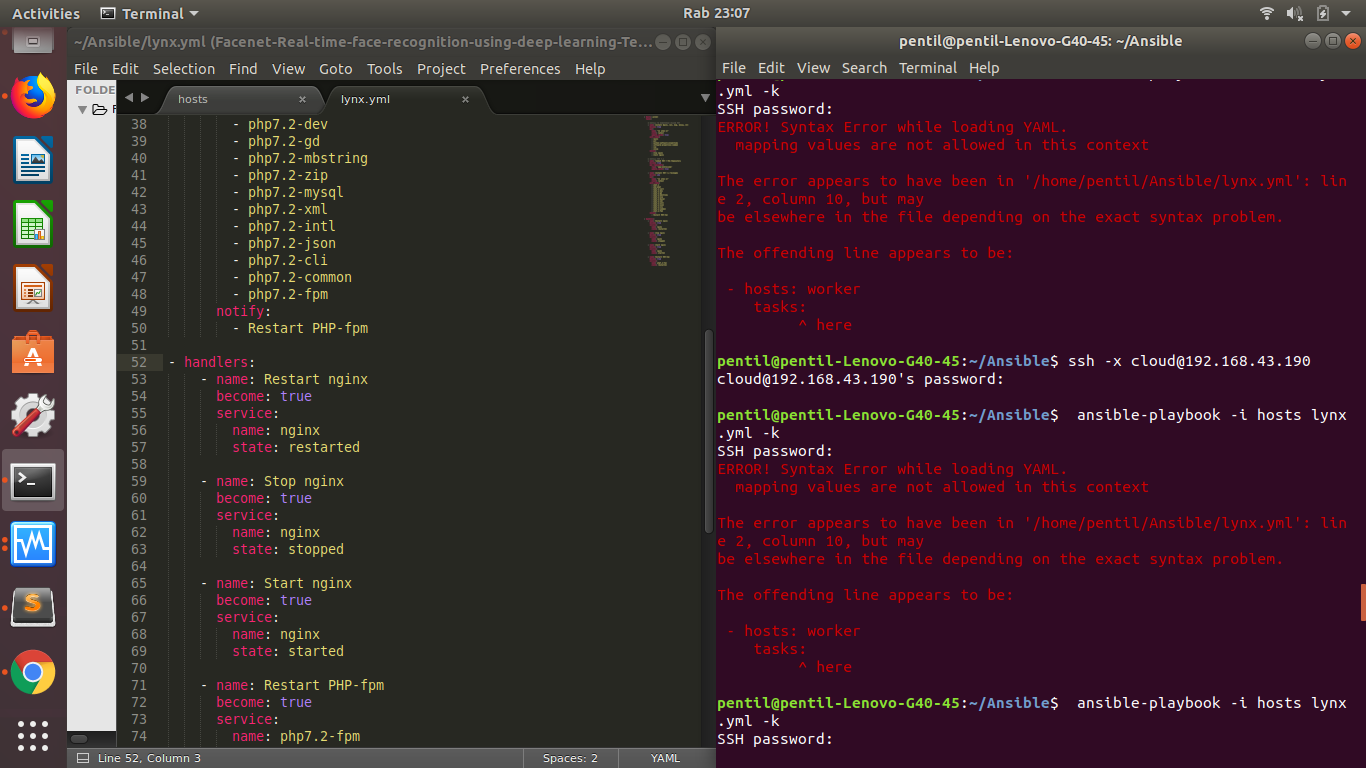 Activities
Terminal
Rab 23:07
~/Ansible/lynx.yml (Facenet-Real-time-face-recognition-using-deep-learning-Te...
File Edit Selection Find View Goto Tools Project Preferences Help
FOLDE
F
hosts ×
lynx.yml ×
38 - php7.2-dev
39 - php7.2-gd
40 - php7.2-mbstring
41 - php7.2-zip
42 - php7.2-mysql
43 - php7.2-xml
44 - php7.2-intl
45 - php7.2-json
46 - php7.2-cli
47 - php7.2-common
48 - php7.2-fpm
49 notify:
50 - Restart PHP-fpm
51
52 - handlers:
53 - name: Restart nginx
54 become: true
55 service:
56 name: nginx
57 state: restarted
58
59 - name: Stop nginx
60 become: true
61 service:
62 name: nginx
63 state: stopped
64
65 - name: Start nginx
66 become: true
67 service:
68 name: nginx
69 state: started
70
71 - name: Restart PHP-fpm
72 become: true
73 service:
74 name: php7.2-fpm
Line 52, Column 3
Spaces: 2
YAML
pentil@pentil-Lenovo-G40-45: ~/Ansible
File Edit View Search Terminal Help
.yml -k
SSH password:
ERROR! Syntax Error while loading YAML.
mapping values are not allowed in this context
The error appears to have been in '/home/pentil/Ansible/lynx.yml': lin
e 2, column 10, but may
be elsewhere in the file depending on the exact syntax problem.
The offending line appears to be:
- hosts: worker
tasks:
^ here
pentil@pentil-Lenovo-G40-45:~/Ansible$ ssh -x cloud@192.168.43.190
cloud@192.168.43.190's password:
pentil@pentil-Lenovo-G40-45:~/Ansible$ ansible-playbook -i hosts lynx
.yml -k
SSH password:
ERROR! Syntax Error while loading YAML.
mapping values are not allowed in this context
The error appears to have been in '/home/pentil/Ansible/lynx.yml': lin
e 2, column 10, but may
be elsewhere in the file depending on the exact syntax problem.
The offending line appears to be:
- hosts: worker
tasks:
^ here
pentil@pentil-Lenovo-G40-45:~/Ansible$ ansible-playbook -i hosts lynx
.yml -k
SSH password: